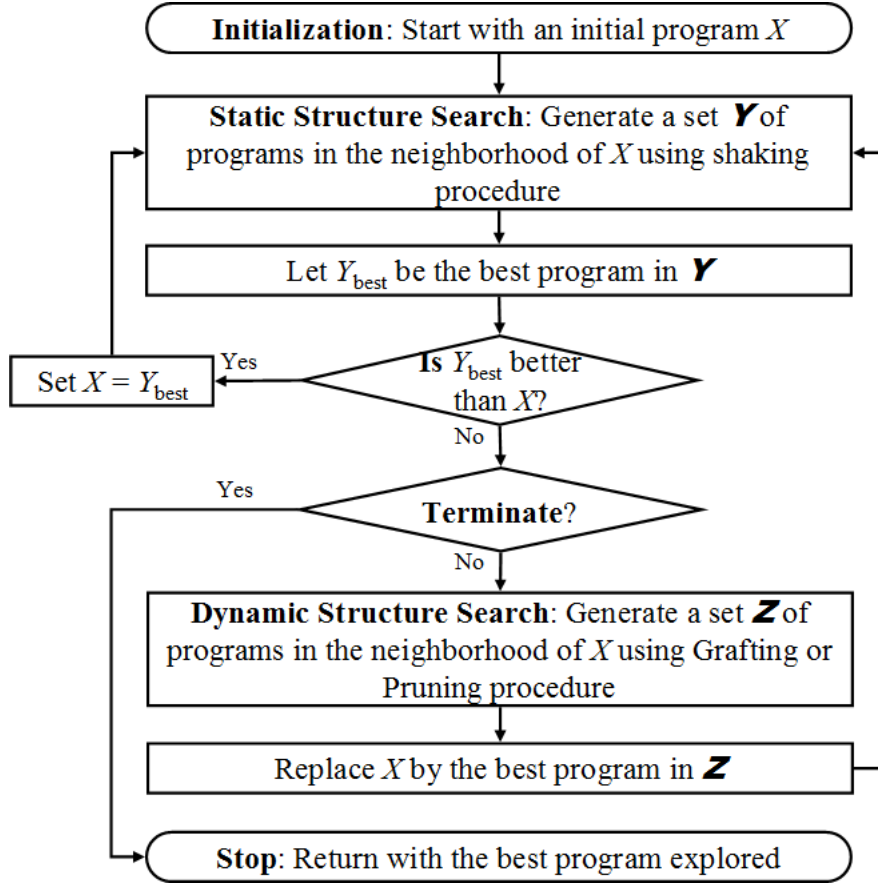 Initialization: Start with an initial program X
Static Structure Search: Generate a set Y of
programs in the neighborhood of X using shaking
procedure
Let Ybest be the best program in Y
Is Ybest better
than X?
Yes
Set X = Ybest
No
Terminate?
Yes
No
Dynamic Structure Search: Generate a set Z of
programs in the neighborhood of X using Grafting or
Pruning procedure
Replace X by the best program in Z
Stop: Return with the best program explored